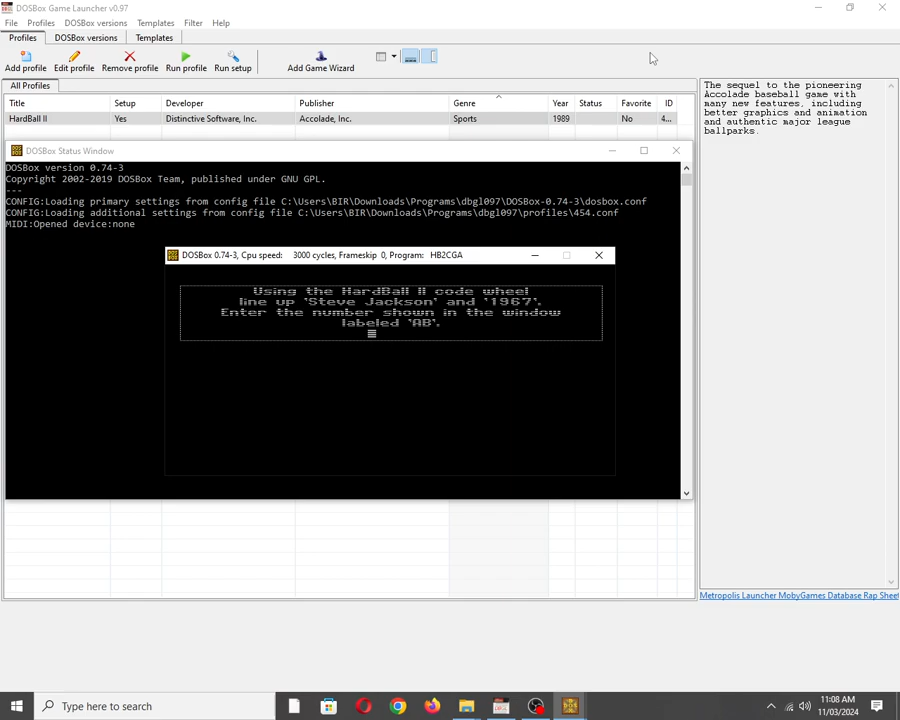 DOSBox Game Launcher v0.97
File Profiles DOSBox versions Templates Filter Help
Profiles DOSBox versions Templates
Add profile Edit profile Remove profile Run profile Run setup Add Game Wizard
All Profiles
Title Setup Developer Publisher Genre Year Status Favorite ID
HardBall II Yes Distinctive Software, Inc. Accolade, Inc. Sports 1989 No 4...
The sequel to the pioneering
Accolade baseball game with
many new features, including
better graphics and animation
and authentic major league
ballparks.
DOSBox Status Window
DOSBox version 0.74-3
Copyright 2002-2019 DOSBox Team, published under GNU GPL.
---
CONFIG:Loading primary settings from config file C:\Users\BIR\Downloads\Programs\dbgl097\DOSBox-0.74-3\dosbox.conf
CONFIG:Loading additional settings from config file C:\Users\BIR\Downloads\Programs\dbgl097\profiles\454.conf
MIDI:Opened device:none
DOSBox 0.74-3, Cpu speed: 3000 cycles, Frameskip 0, Program: HB2CGA
Using the HardBall II code wheel
line up 'Steve Jackson' and '1967'.
Enter the number shown in the window
labeled 'AB'.
Metropolis Launcher MobyGames Database Rap Sheet
Type here to search
11:08 AM
11/03/2024